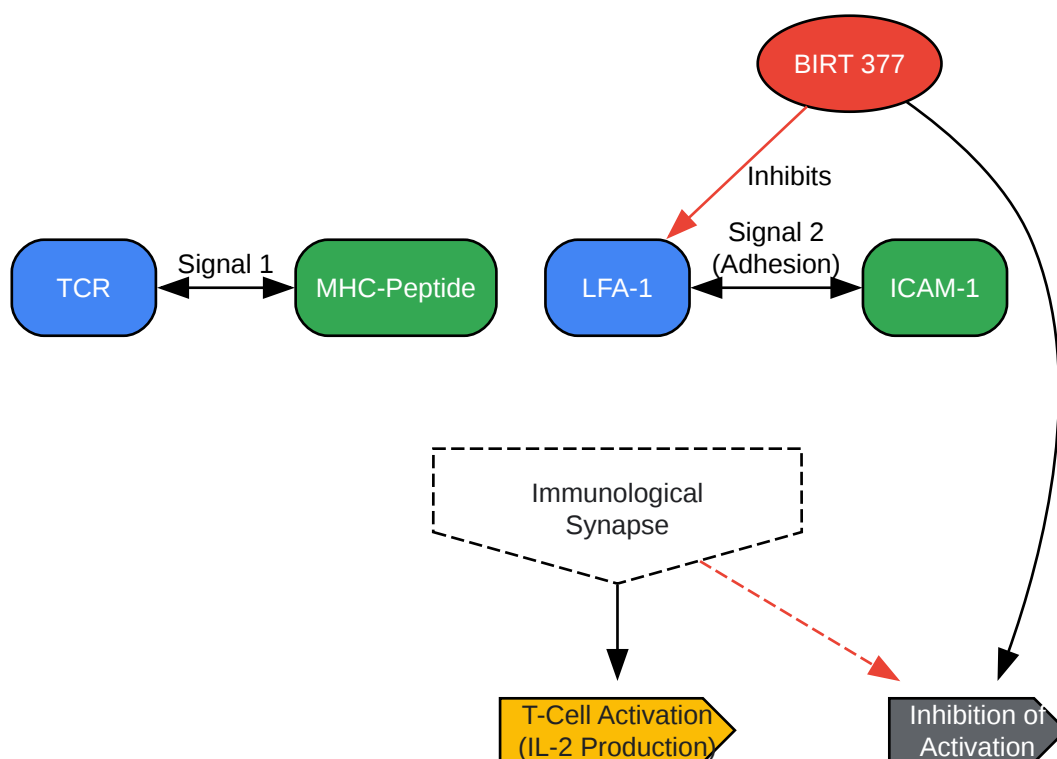 BIRT 377
Inhibits
TCR
Signal 1
MHC-Peptide
LFA-1
Signal 2
(Adhesion)
ICAM-1
Immunological
Synapse
T-Cell Activation
(IL-2 Production)
Inhibition of
Activation